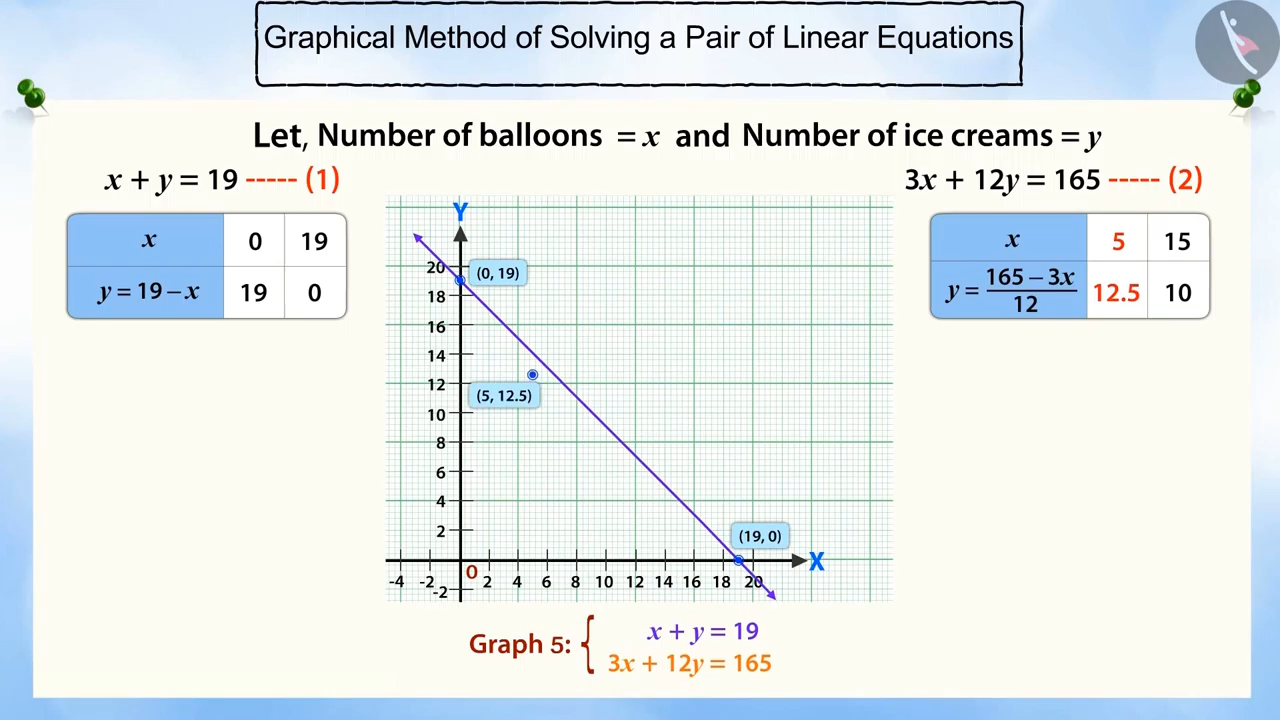 Graphical Method of Solving a Pair of Linear Equations
Let, Number of balloons = x and Number of ice creams = y
x + y = 19 ----- (1)
3x + 12y = 165 ----- (2)
x 0 19
y = 19 – x 19 0
x 5 15
y = (165 – 3x)/12 12.5 10
Y
20
(0, 19)
18
16
14
12
(5, 12.5)
10
8
6
4
2
(19, 0)
X
-4 -2 0 2 4 6 8 10 12 14 16 18 20
-2
Graph 5: { x + y = 19
3x + 12y = 165